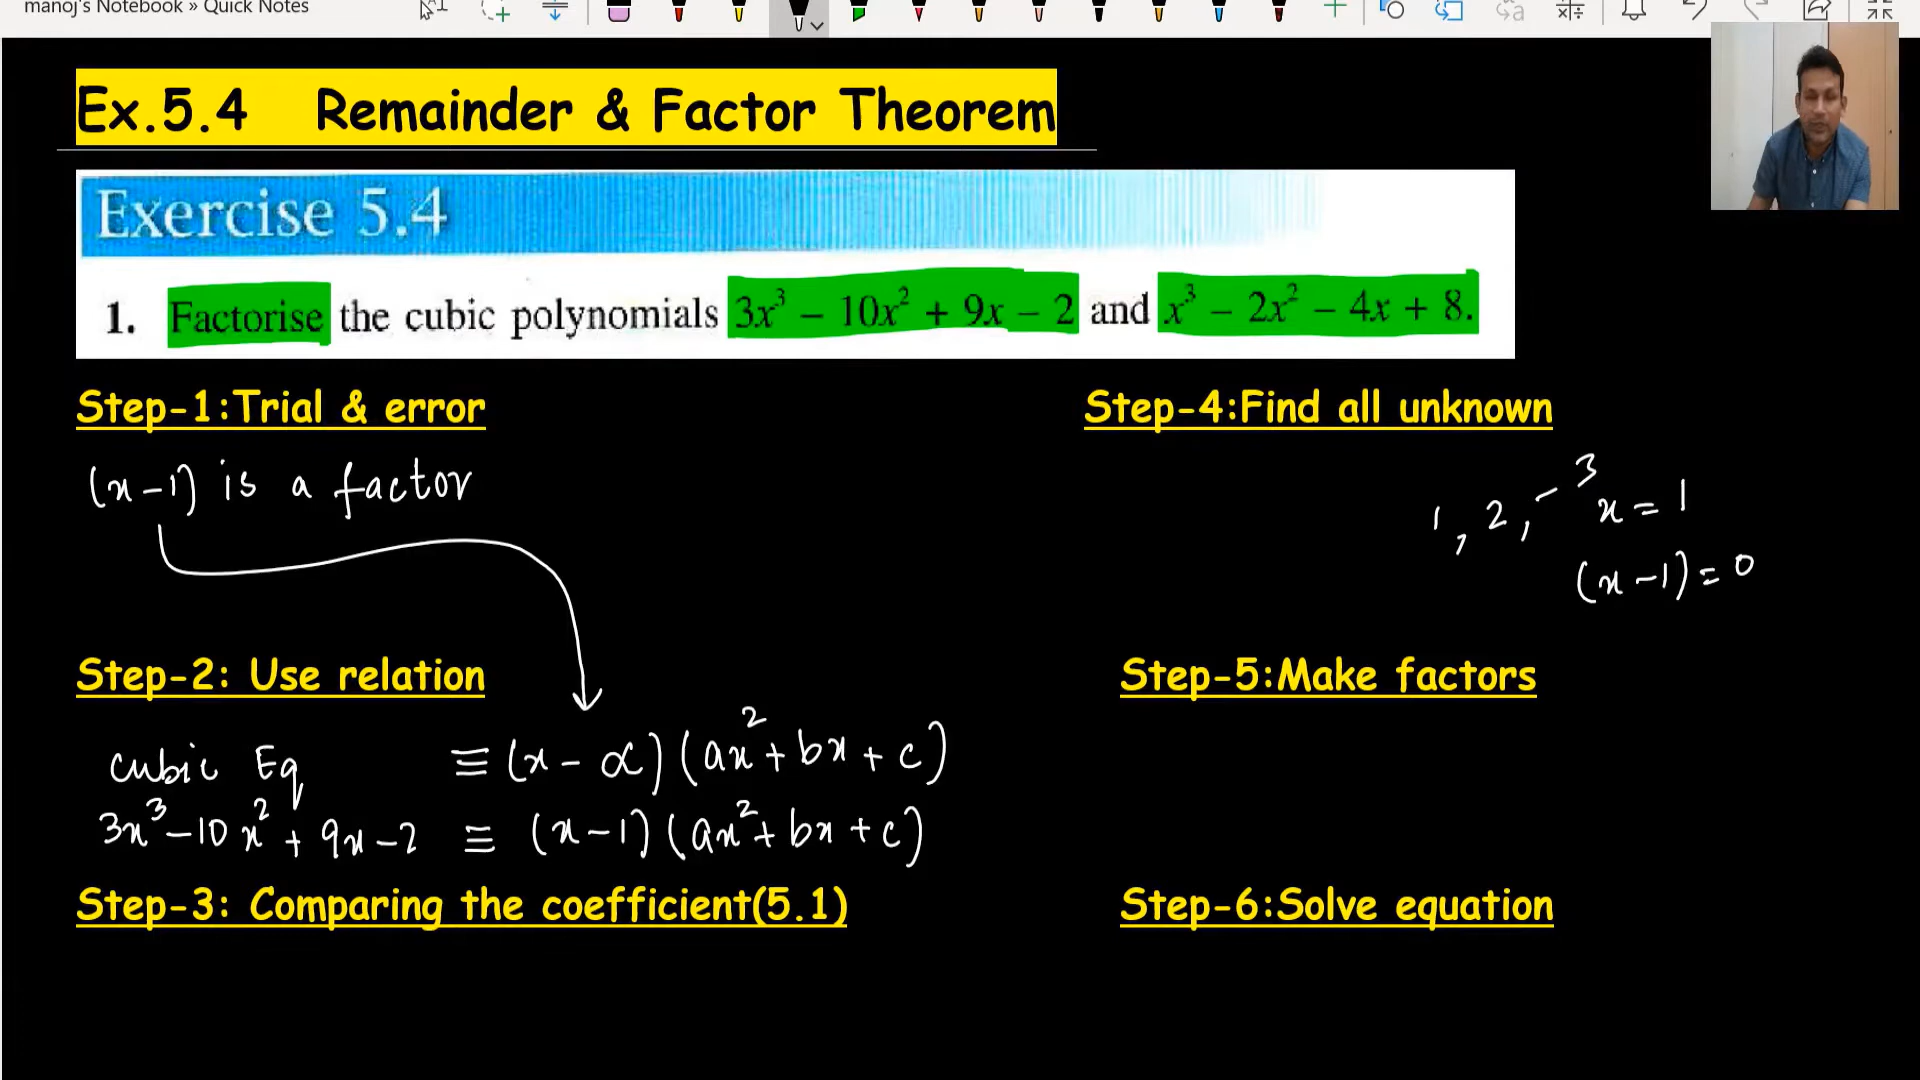 manoj's Notebook » Quick Notes
Ex.5.4 Remainder & Factor Theorem
Exercise 5.4
1. Factorise the cubic polynomials 3x³ − 10x² + 9x − 2 and x³ − 2x² − 4x + 8.
Step-1:Trial & error
(x−1) is a factor
Step-2: Use relation
cubic Eq ≡ (x − α)(ax² + bx + c)
3x³ −10x² + 9x −2 ≡ (x−1)(ax² + bx + c)
Step-3: Comparing the coefficient(5.1)
Step-4:Find all unknown
1, 2, − 3
x = 1
(x −1) = 0
Step-5:Make factors
Step-6:Solve equation